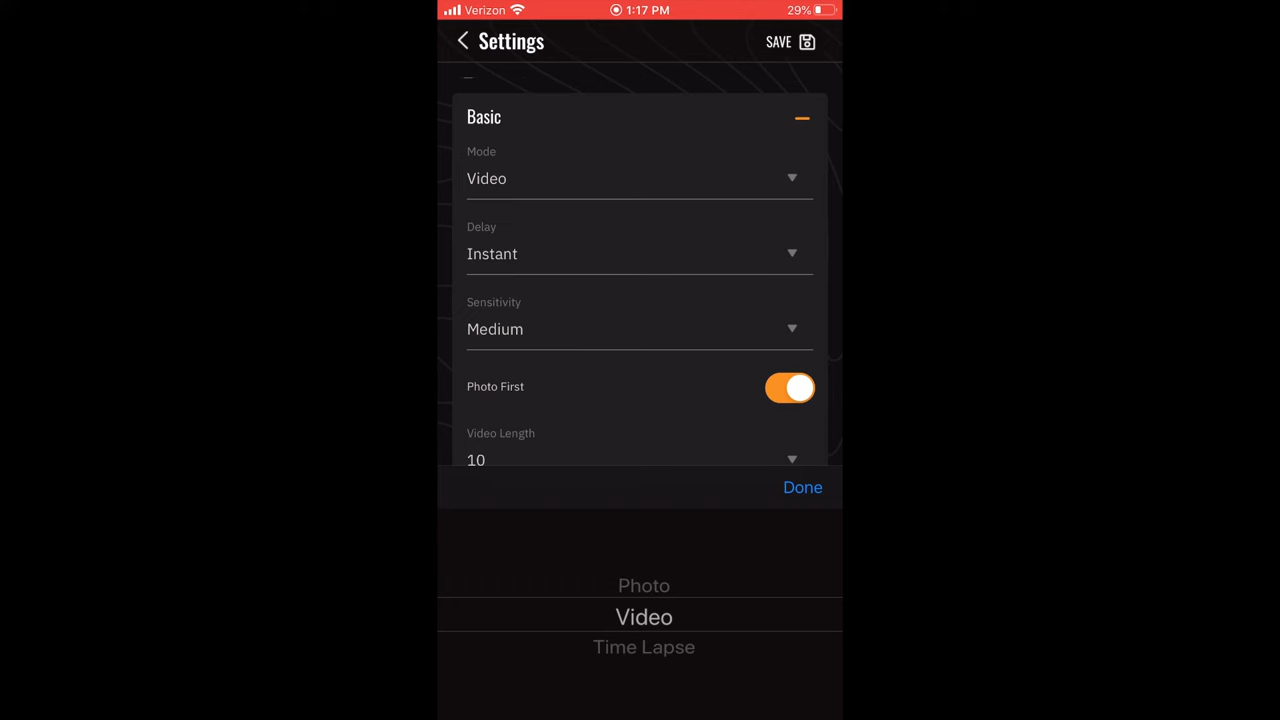 Verizon 1:17 PM 29%
Settings SAVE
Basic
Mode
Video
Delay
Instant
Sensitivity
Medium
Photo First
Video Length
10
Done
Photo
Video
Time Lapse